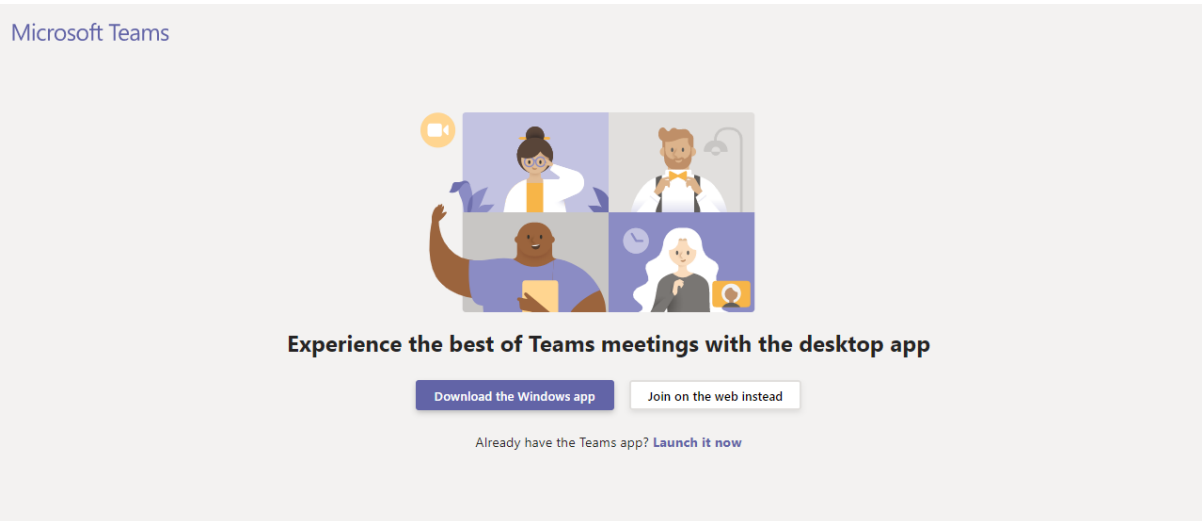 Microsoft Teams
Experience the best of Teams meetings with the desktop app
Download the Windows app
Join on the web instead
Already have the Teams app? Launch it now